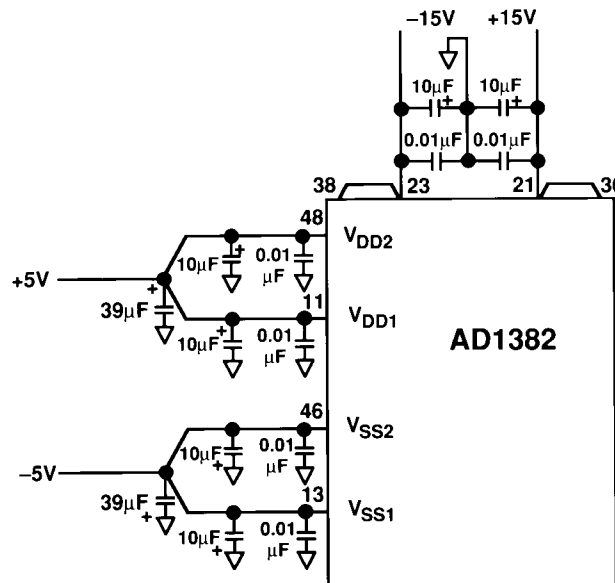 −15V +15V
10µF + 10µF +
0.01µF 0.01µF
38 23 21 30
48
VDD2
+ 10µF 0.01 µF
+5V
+ 39µF
11
VDD1
10µF + 0.01 µF
AD1382
46
VSS2
10µF + 0.01 µF
−5V
39µF +
13
VSS1
10µF + 0.01 µF